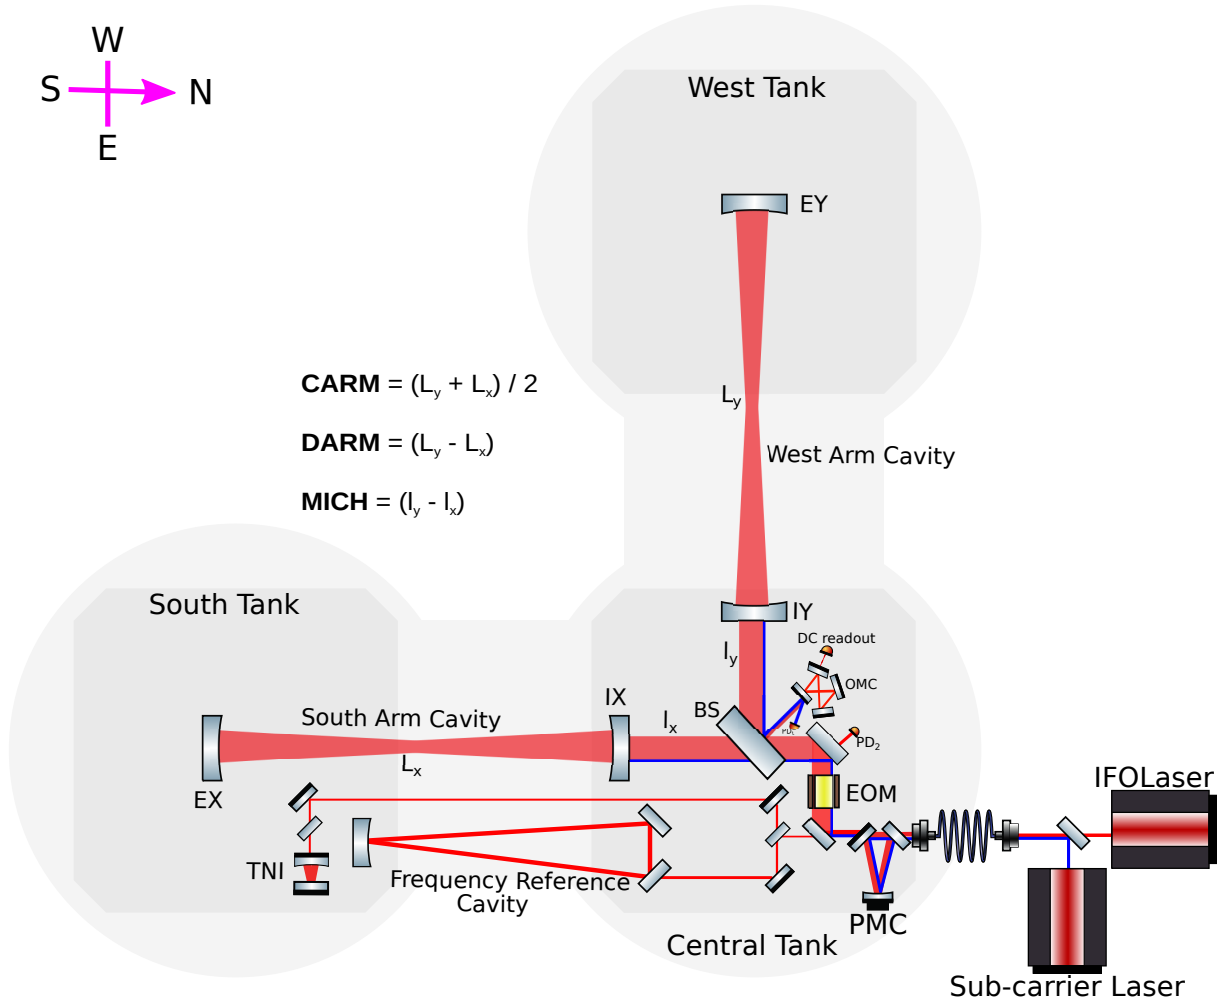 W
S
N
E
West Tank
EY
CARM = (Ly + Lx) / 2
Ly
DARM = (Ly - Lx)
West Arm Cavity
MICH = (ly - lx)
South Tank
IY
DC readout
ly
OMC
IX
BS
lx
South Arm Cavity
PD2
Lx
EX
EOM
IFOLaser
TNI
Frequency Reference
Cavity
PMC
Central Tank
Sub-carrier Laser